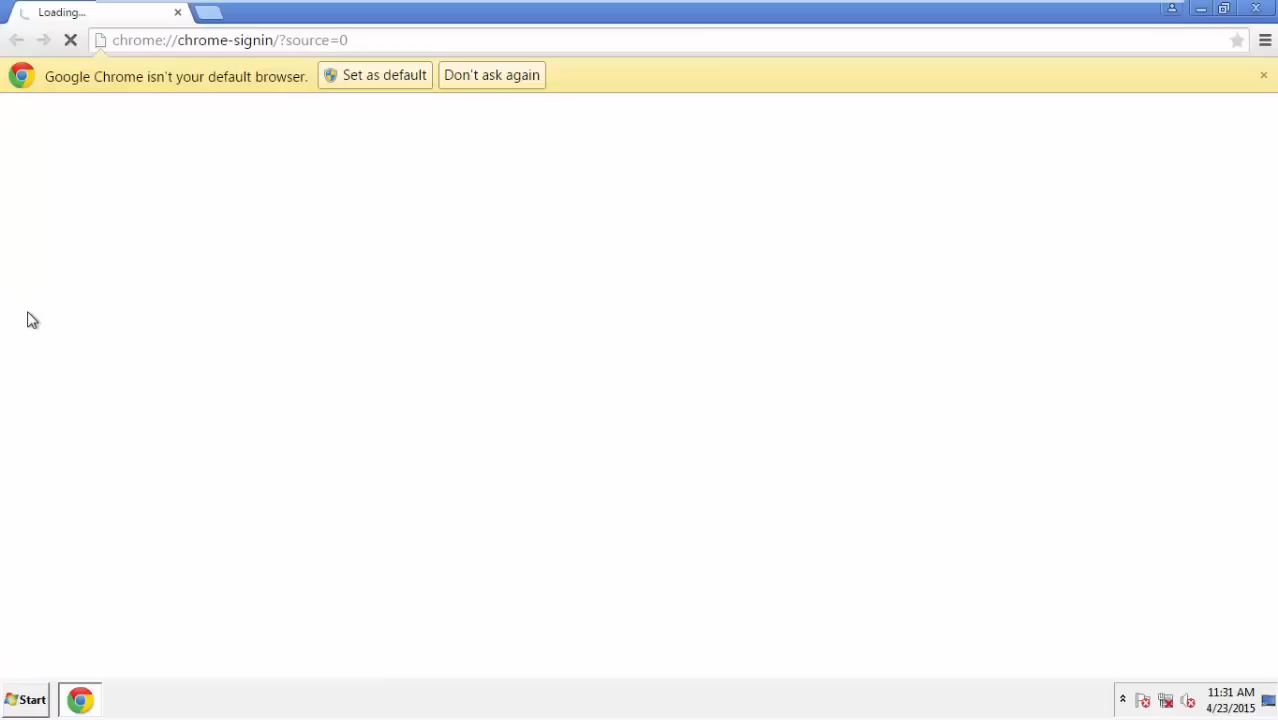 Loading...
chrome://chrome-signin/?source=0
Google Chrome isn't your default browser.
Set as default
Don't ask again
Start
11:31 AM
4/23/2015